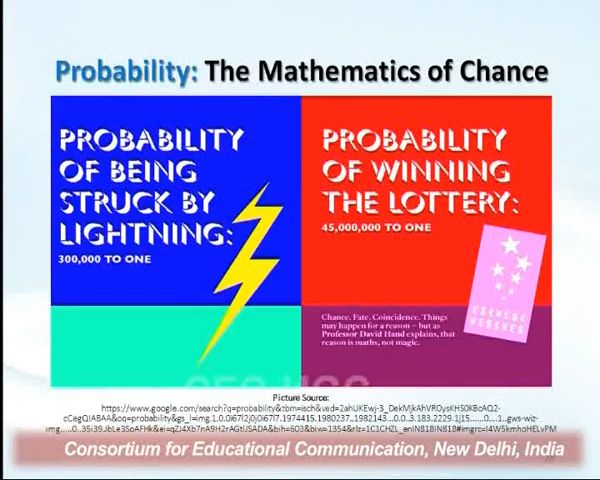 Probability: The Mathematics of Chance
PROBABILITY
OF BEING
STRUCK BY
LIGHTNING:
300,000 TO ONE
PROBABILITY
OF WINNING
THE LOTTERY:
45,000,000 TO ONE
Chance. Fate. Coincidence. Things
may happen for a reason – but as
Professor David Hand explains, that
reason is maths, not magic.
Picture Source:
Consortium for Educational Communication, New Delhi, India